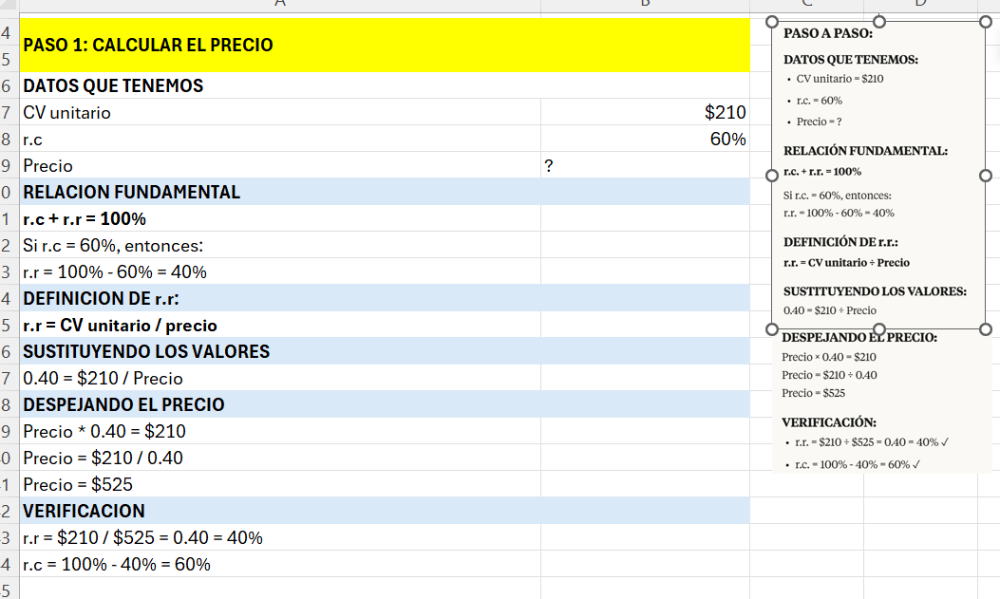 A
B
C
D
4
5
PASO 1: CALCULAR EL PRECIO
6 DATOS QUE TENEMOS
7 CV unitario $210
8 r.c 60%
9 Precio ?
0 RELACION FUNDAMENTAL
1 r.c + r.r = 100%
2 Si r.c = 60%, entonces:
3 r.r = 100% - 60% = 40%
4 DEFINICION DE r.r:
5 r.r = CV unitario / precio
6 SUSTITUYENDO LOS VALORES
7 0.40 = $210 / Precio
8 DESPEJANDO EL PRECIO
9 Precio * 0.40 = $210
0 Precio = $210 / 0.40
1 Precio = $525
2 VERIFICACION
3 r.r = $210 / $525 = 0.40 = 40%
4 r.c = 100% - 40% = 60%
5
PASO A PASO:
DATOS QUE TENEMOS:
• CV unitario = $210
• r.c. = 60%
• Precio = ?
RELACIÓN FUNDAMENTAL:
r.c. + r.r. = 100%
Si r.c. = 60%, entonces:
r.r. = 100% - 60% = 40%
DEFINICIÓN DE r.r.:
r.r. = CV unitario ÷ Precio
SUSTITUYENDO LOS VALORES:
0.40 = $210 ÷ Precio
DESPEJANDO EL PRECIO:
Precio × 0.40 = $210
Precio = $210 ÷ 0.40
Precio = $525
VERIFICACIÓN:
• r.r. = $210 ÷ $525 = 0.40 = 40% ✓
• r.c. = 100% - 40% = 60% ✓